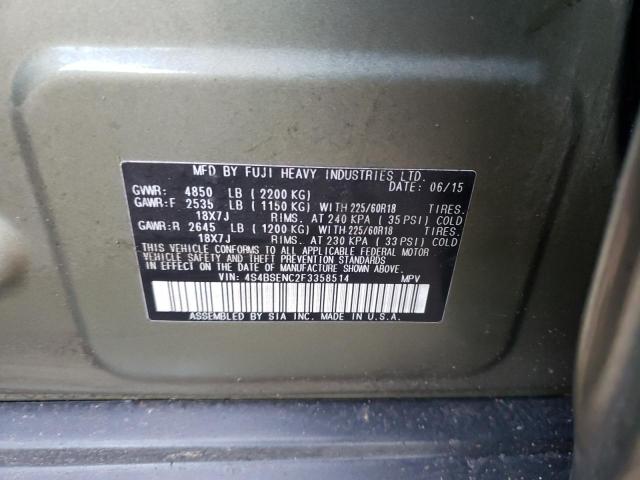 MFD BY FUJI HEAVY INDUSTRIES LTD.
GVWR: 4850 LB (2200 KG) DATE: 06/15
GAWR:F 2535 LB (1150 KG) WITH 225/60R18 TIRES.
18X7J RIMS. AT 240 KPA (35 PSI) COLD
GAWR:R 2645 LB (1200 KG) WITH 225/60R18 TIRES.
18X7J RIMS. AT 230 KPA (33 PSI) COLD
THIS VEHICLE CONFORMS TO ALL APPLICABLE FEDERAL MOTOR
VEHICLE SAFETY, BUMPER, AND THEFT PREVENTION STANDARDS IN
EFFECT ON THE DATE OF MANUFACTURE SHOWN ABOVE.
VIN: 4S4BSENC2F3358514 MPV
ASSEMBLED BY SIA INC. MADE IN U.S.A.